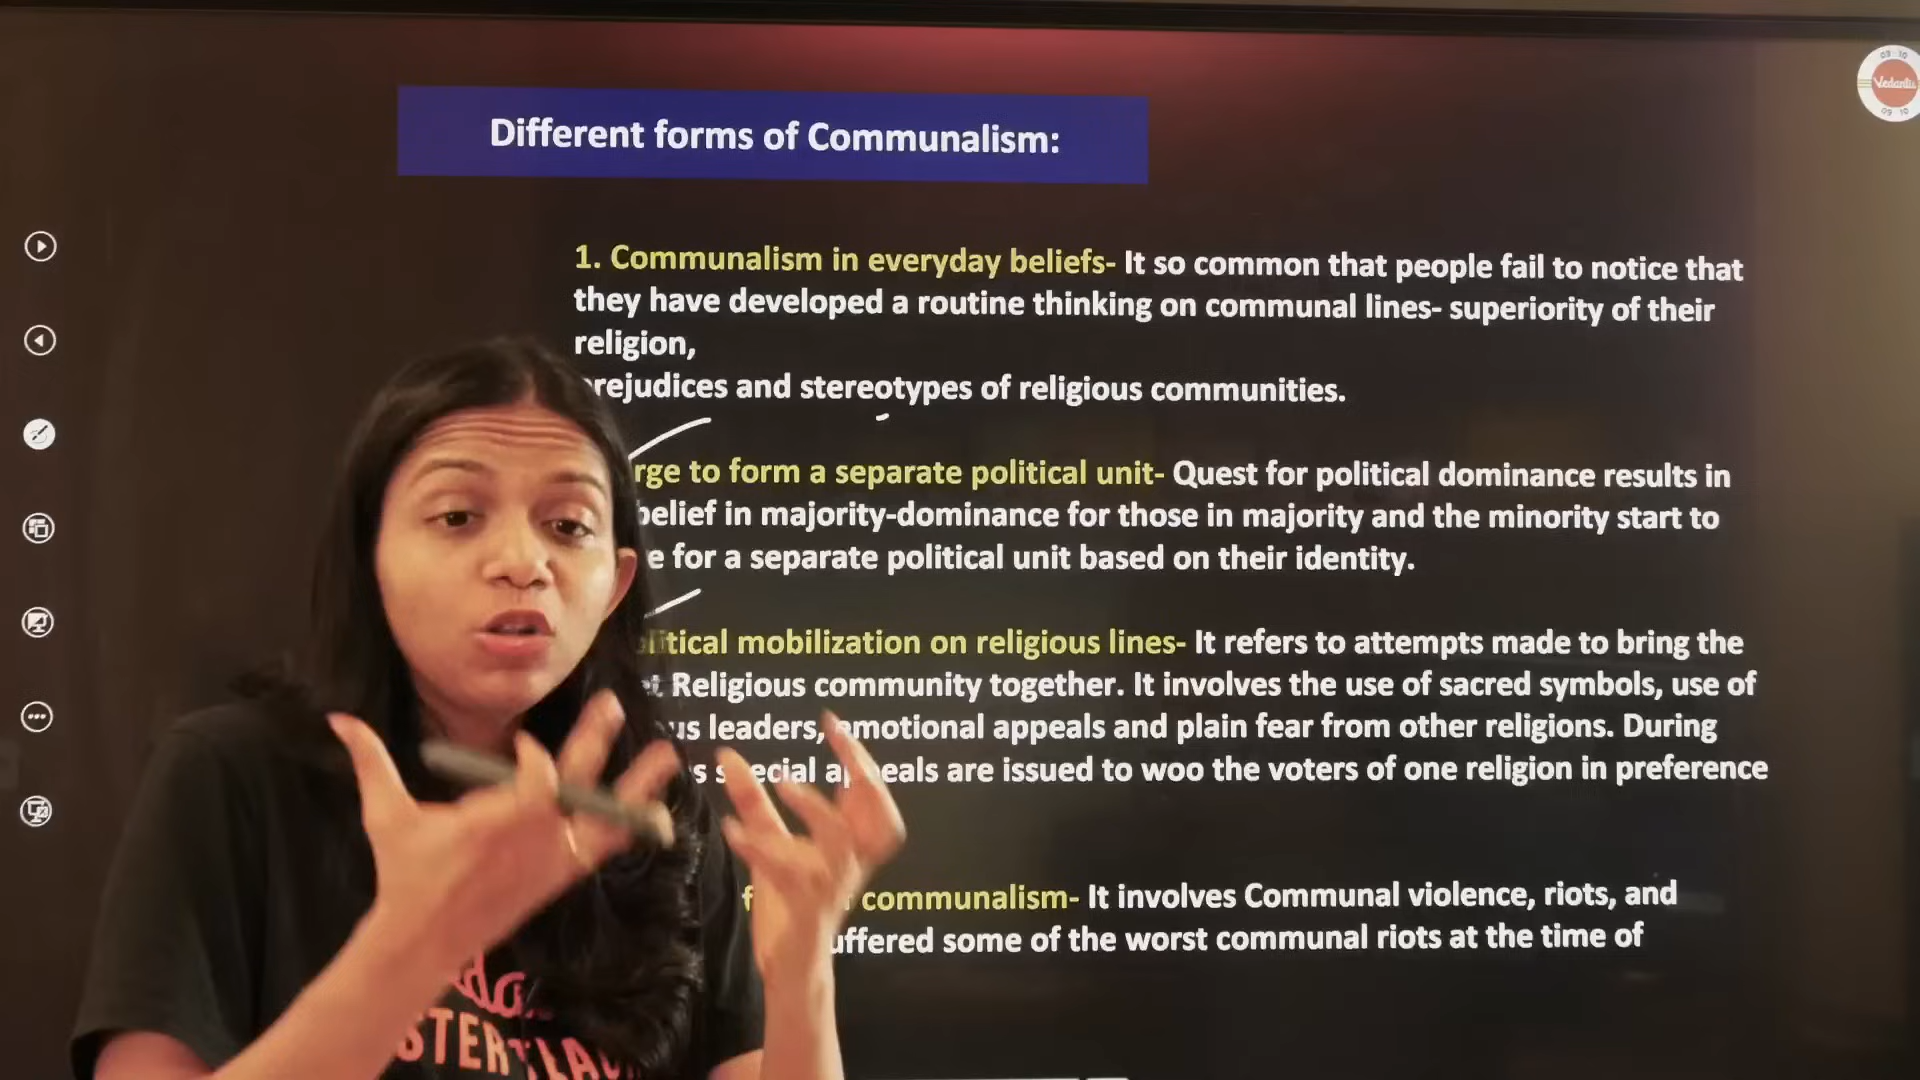 Different forms of Communalism:
Vedantu
09 10
1. Communalism in everyday beliefs- It so common that people fail to notice that
they have developed a routine thinking on communal lines- superiority of their
religion,
prejudices and stereotypes of religious communities.
rge to form a separate political unit- Quest for political dominance results in
belief in majority-dominance for those in majority and the minority start to
e for a separate political unit based on their identity.
litical mobilization on religious lines- It refers to attempts made to bring the
Religious community together. It involves the use of sacred symbols, use of
us leaders, emotional appeals and plain fear from other religions. During
s special appeals are issued to woo the voters of one religion in preference
communalism- It involves Communal violence, riots, and
uffered some of the worst communal riots at the time of